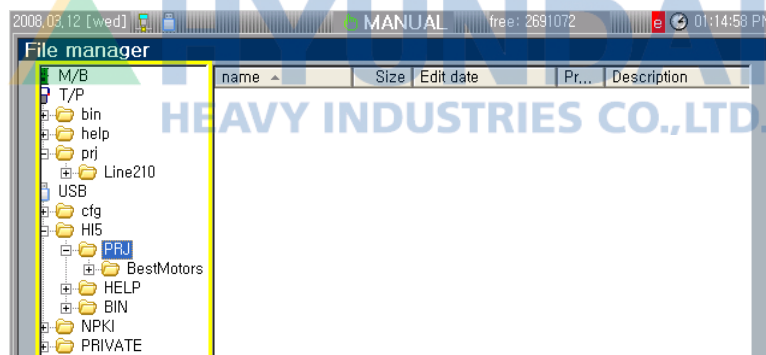 2008,03,12 [wed] MANUAL free: 2691072 e 01:14:58 PM
File manager
HYUNDAI
HEAVY INDUSTRIES CO.,LTD.
name Size Edit date Pr... Description
M/B
T/P
bin
help
prj
Line210
USB
cfg
HI5
PRJ
BestMotors
HELP
BIN
NPKI
PRIVATE